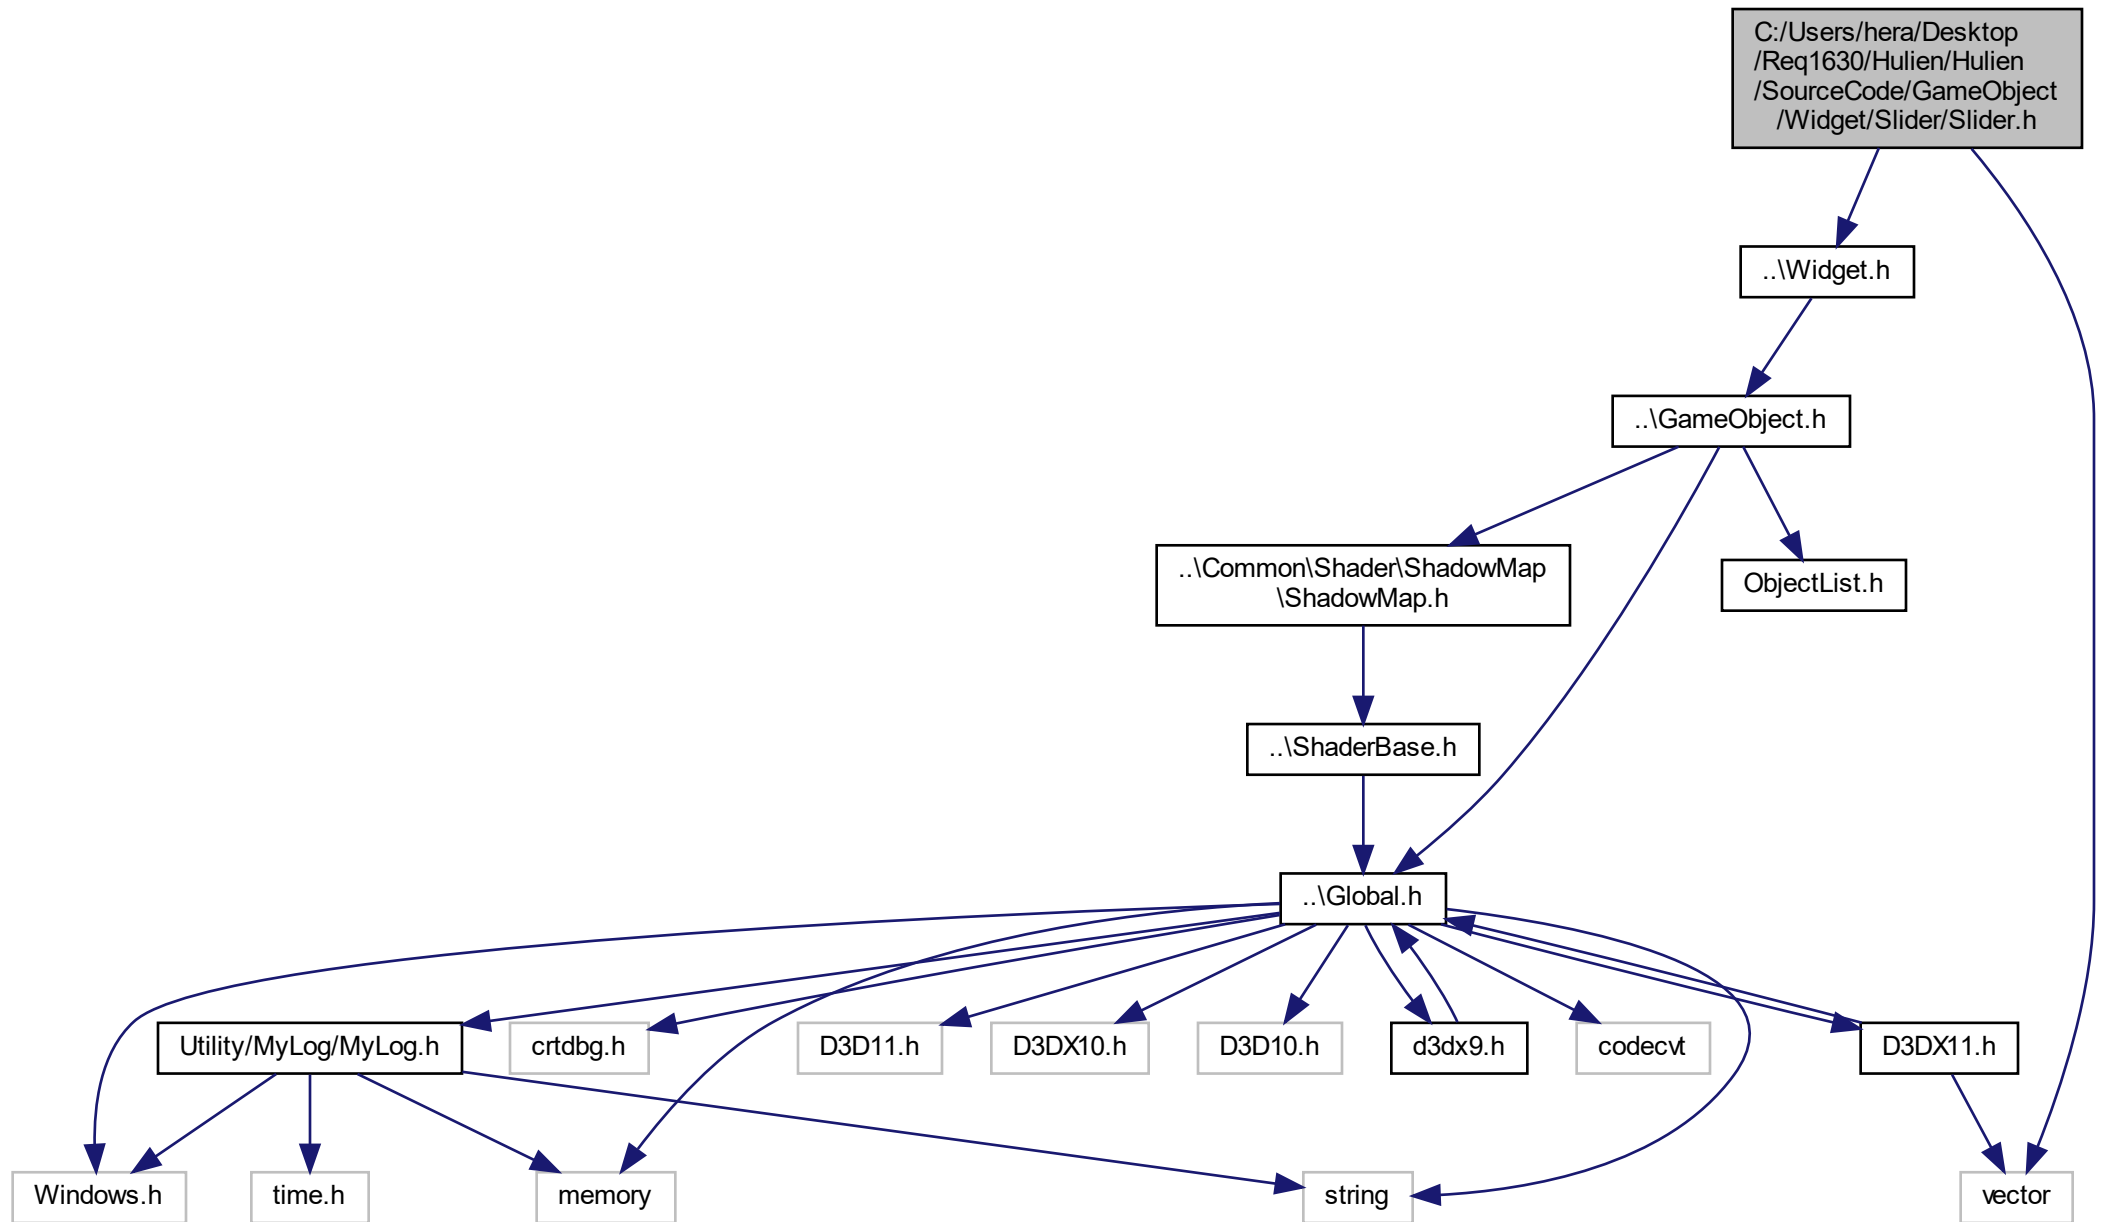 C:/Users/hera/Desktop
/Req1630/Hulien/Hulien
/SourceCode/GameObject
/Widget/Slider/Slider.h
..\Widget.h
..\GameObject.h
..\Common\Shader\ShadowMap
\ShadowMap.h
ObjectList.h
..\ShaderBase.h
..\Global.h
Utility/MyLog/MyLog.h
crtdbg.h
D3D11.h
D3DX10.h
D3D10.h
d3dx9.h
codecvt
D3DX11.h
Windows.h
time.h
memory
string
vector